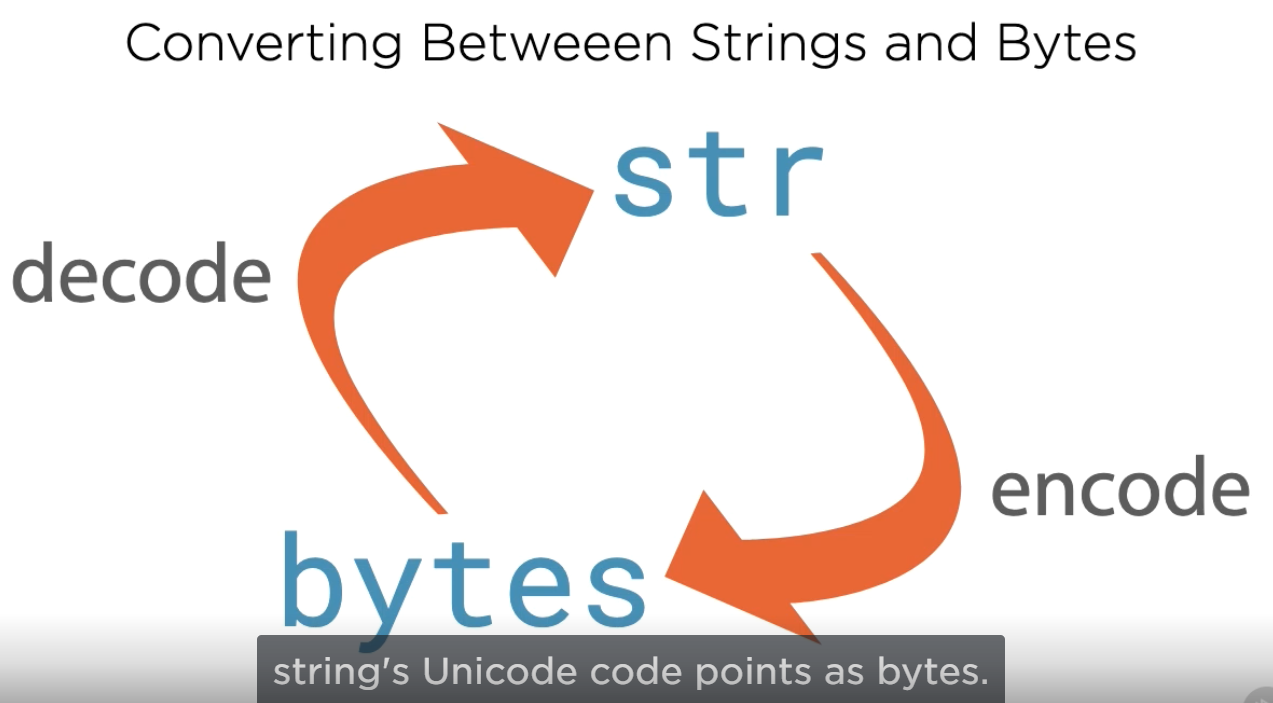 Converting Betweeen Strings and Bytes
str
decode
encode
bytes
string's Unicode code points as bytes.